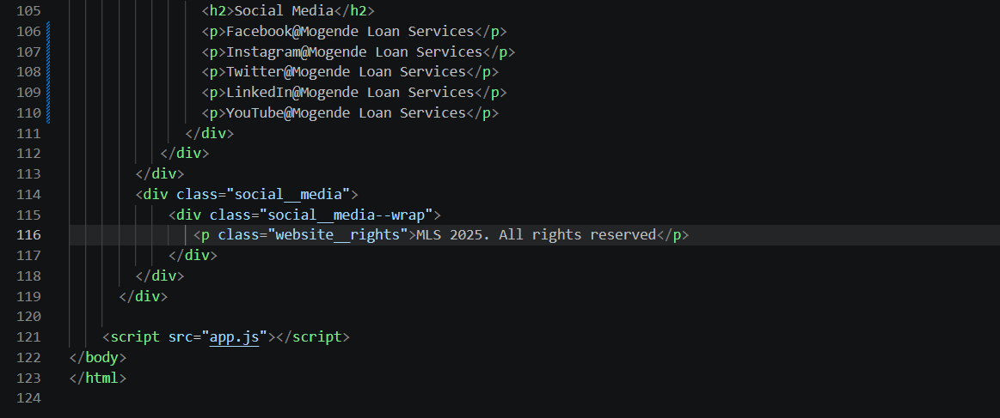 105 <h2>Social Media</h2>
106 <p>Facebook@Mogende Loan Services</p>
107 <p>Instagram@Mogende Loan Services</p>
108 <p>Twitter@Mogende Loan Services</p>
109 <p>LinkedIn@Mogende Loan Services</p>
110 <p>YouTube@Mogende Loan Services</p>
111 </div>
112 </div>
113 </div>
114 <div class="social__media">
115 <div class="social__media--wrap">
116 <p class="website__rights">MLS 2025. All rights reserved</p>
117 </div>
118 </div>
119 </div>
120
121 <script src="app.js"></script>
122 </body>
123 </html>
124